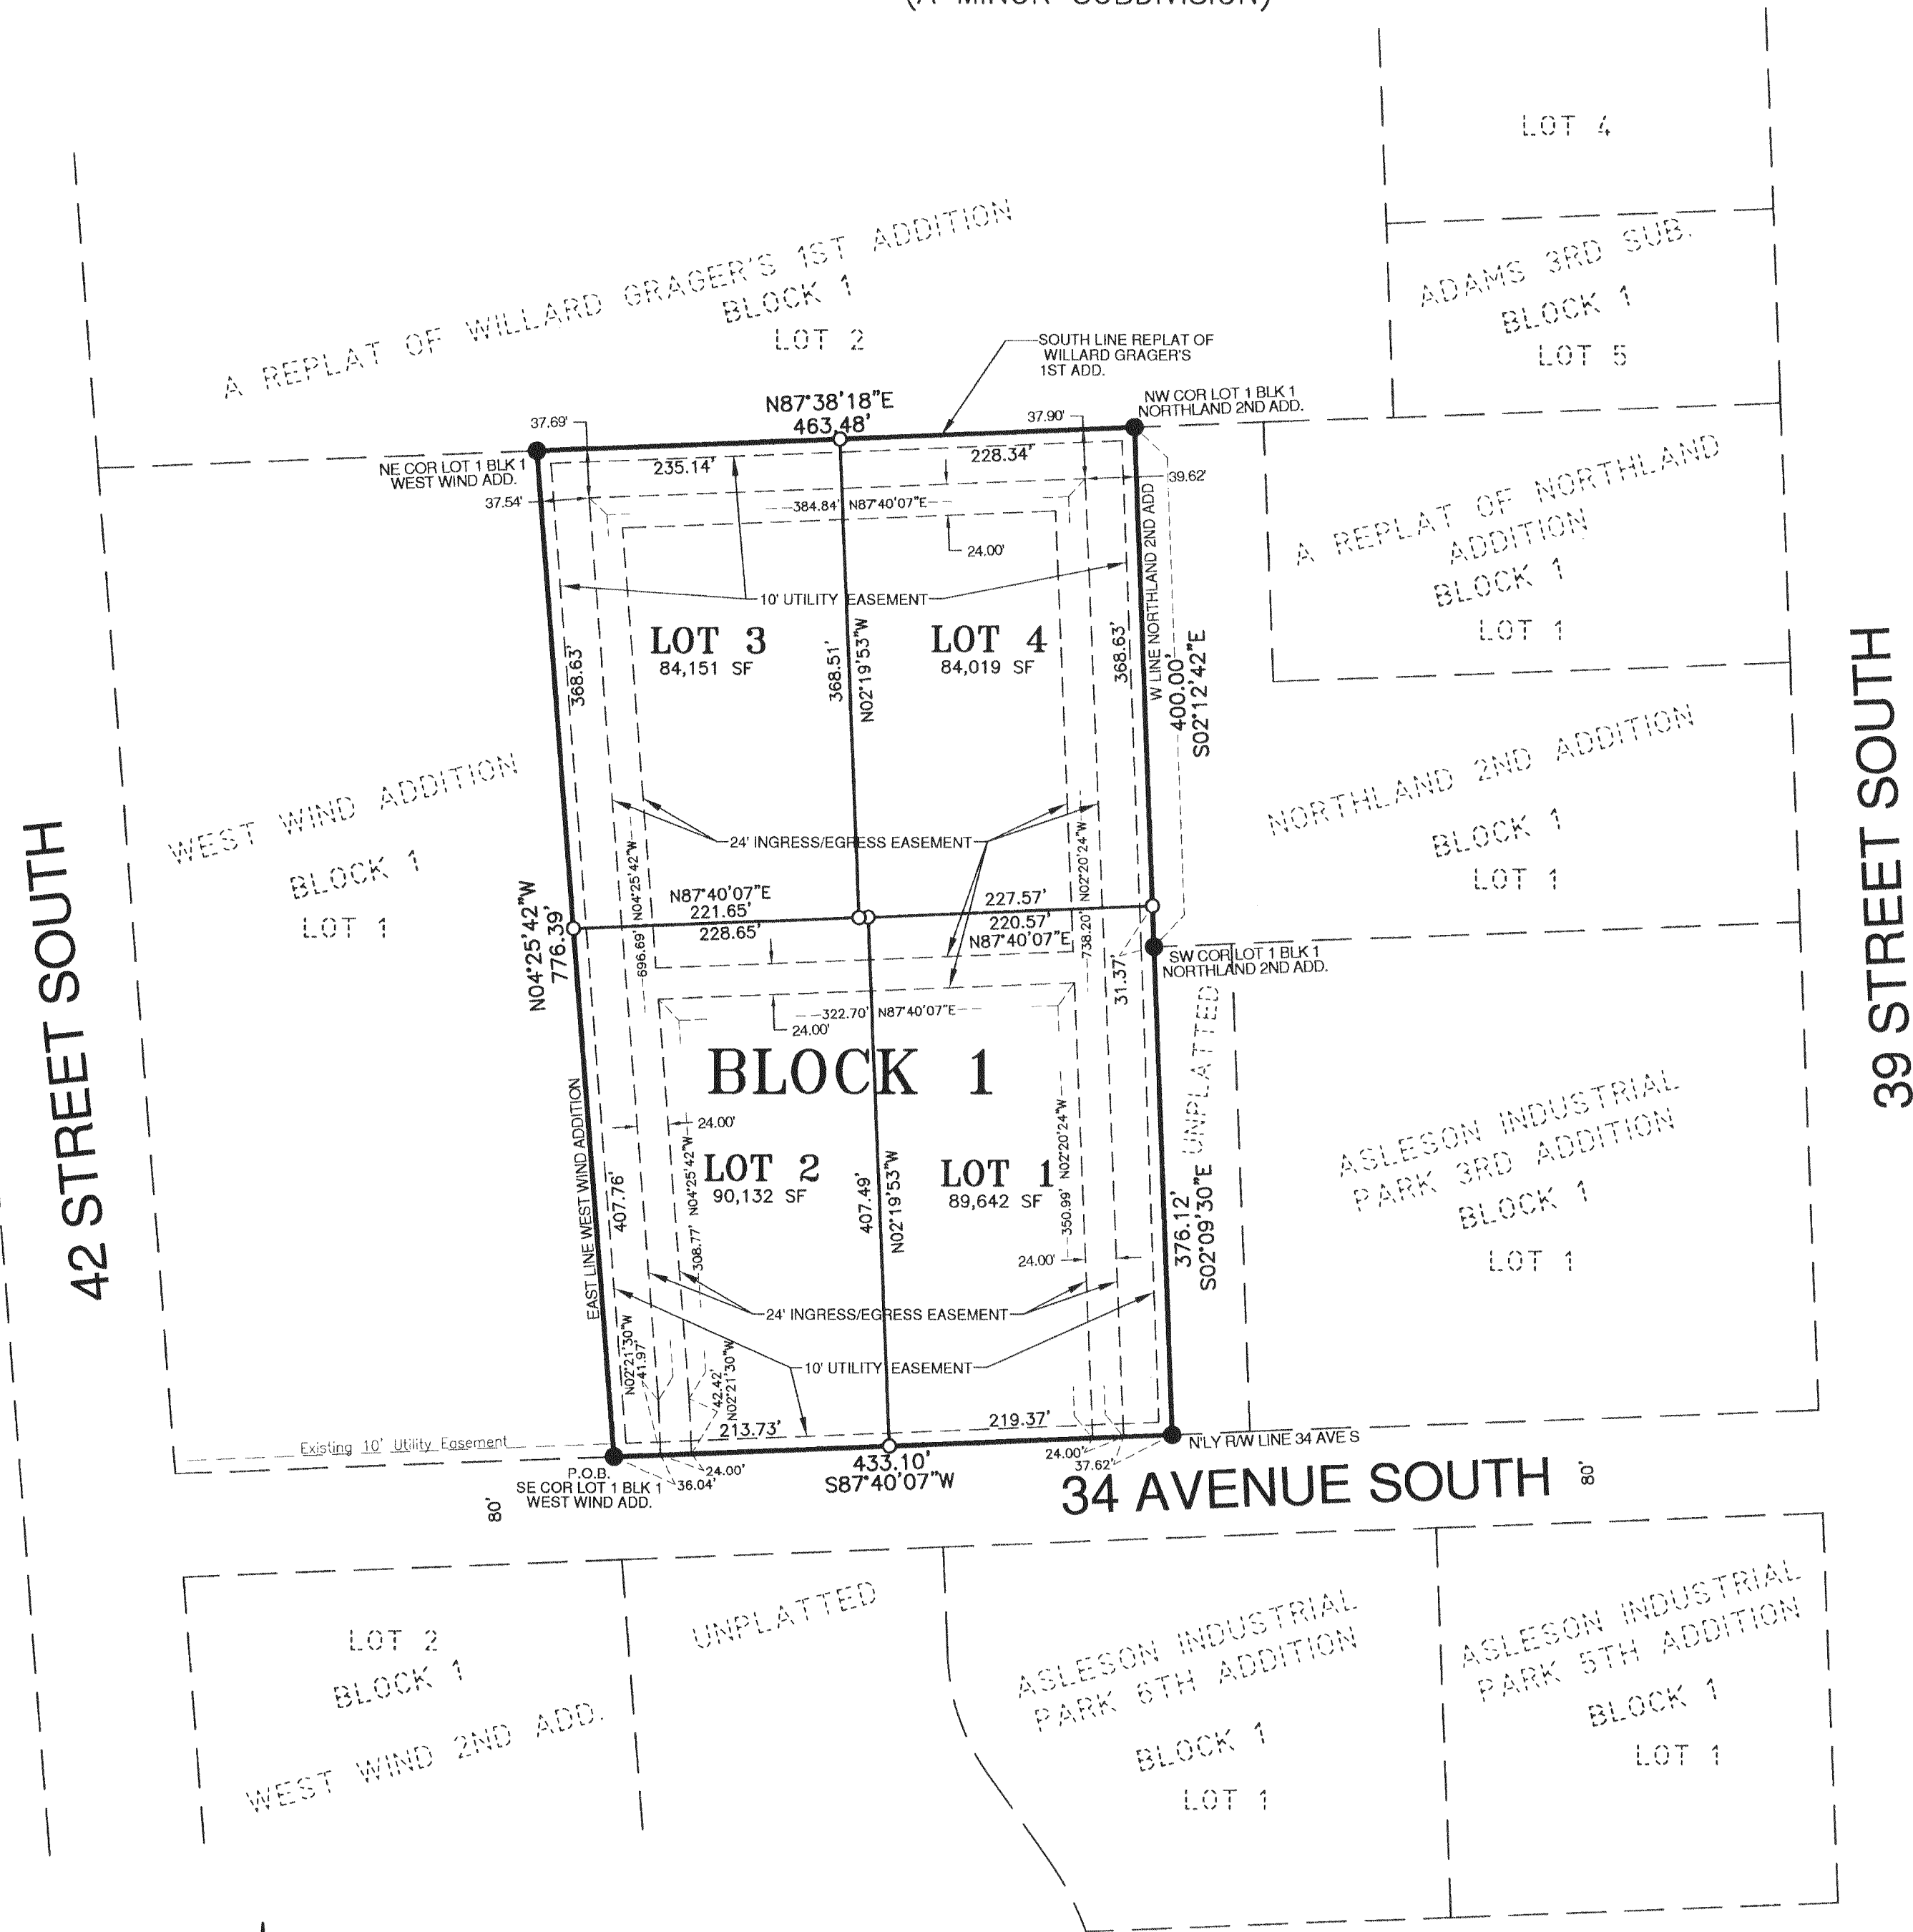 (A MINOR SUBDIVISION)
LOT 4
A REPLAT OF WILLARD GRAGER'S 1ST ADDITION
BLOCK 1
LOT 2
ADAMS 3RD SUB.
BLOCK 1
LOT 5
SOUTH LINE REPLAT OF
WILLARD GRAGER'S
1ST ADD.
N87°38'18"E
463.48'
37.69'
37.90'
NW COR LOT 1 BLK 1
NORTHLAND 2ND ADD.
NE COR LOT 1 BLK 1
WEST WIND ADD.
235.14'
228.34'
37.54'
39.62'
384.84' N87°40'07"E
24.00'
A REPLAT OF NORTHLAND
ADDITION
BLOCK 1
LOT 1
10' UTILITY EASEMENT
LOT 3
84,151 SF
LOT 4
84,019 SF
368.63'
368.51'
N02°19'53"W
368.63'
W LINE NORTHLAND 2ND ADD
400.00'
S02°12'42"E
39 STREET SOUTH
WEST WIND ADDITION
BLOCK 1
LOT 1
NORTHLAND 2ND ADDITION
BLOCK 1
LOT 1
24' INGRESS/EGRESS EASEMENT
42 STREET SOUTH
N04°25'42"W
776.39'
696.69' N04°25'42"W
738.20' N02°20'24"W
N87°40'07"E
221.65'
228.65'
227.57'
220.57'
N87°40'07"E
31.37'
SW COR LOT 1 BLK 1
NORTHLAND 2ND ADD.
322.70' N87°40'07"E
24.00'
BLOCK 1
UNPLATTED
EAST LINE WEST WIND ADDITION
24.00'
407.76'
308.77' N04°25'42"W
LOT 2
90,132 SF
407.49'
N02°19'53"W
LOT 1
89,642 SF
350.99' N02°20'24"W
24.00'
376.12'
S02°09'30"E
ASLESON INDUSTRIAL
PARK 3RD ADDITION
BLOCK 1
LOT 1
24' INGRESS/EGRESS EASEMENT
10' UTILITY EASEMENT
N02°21'30"W
41.97'
42.42'
N02°21'30"W
213.73'
219.37'
Existing 10' Utility Easement
P.O.B.
SE COR LOT 1 BLK 1
WEST WIND ADD.
36.04'
24.00'
433.10'
S87°40'07"W
24.00'
37.62'
N'LY R/W LINE 34 AVE S
34 AVENUE SOUTH
80'
80'
LOT 2
BLOCK 1
WEST WIND 2ND ADD.
UNPLATTED
ASLESON INDUSTRIAL
PARK 6TH ADDITION
BLOCK 1
LOT 1
ASLESON INDUSTRIAL
PARK 5TH ADDITION
BLOCK 1
LOT 1